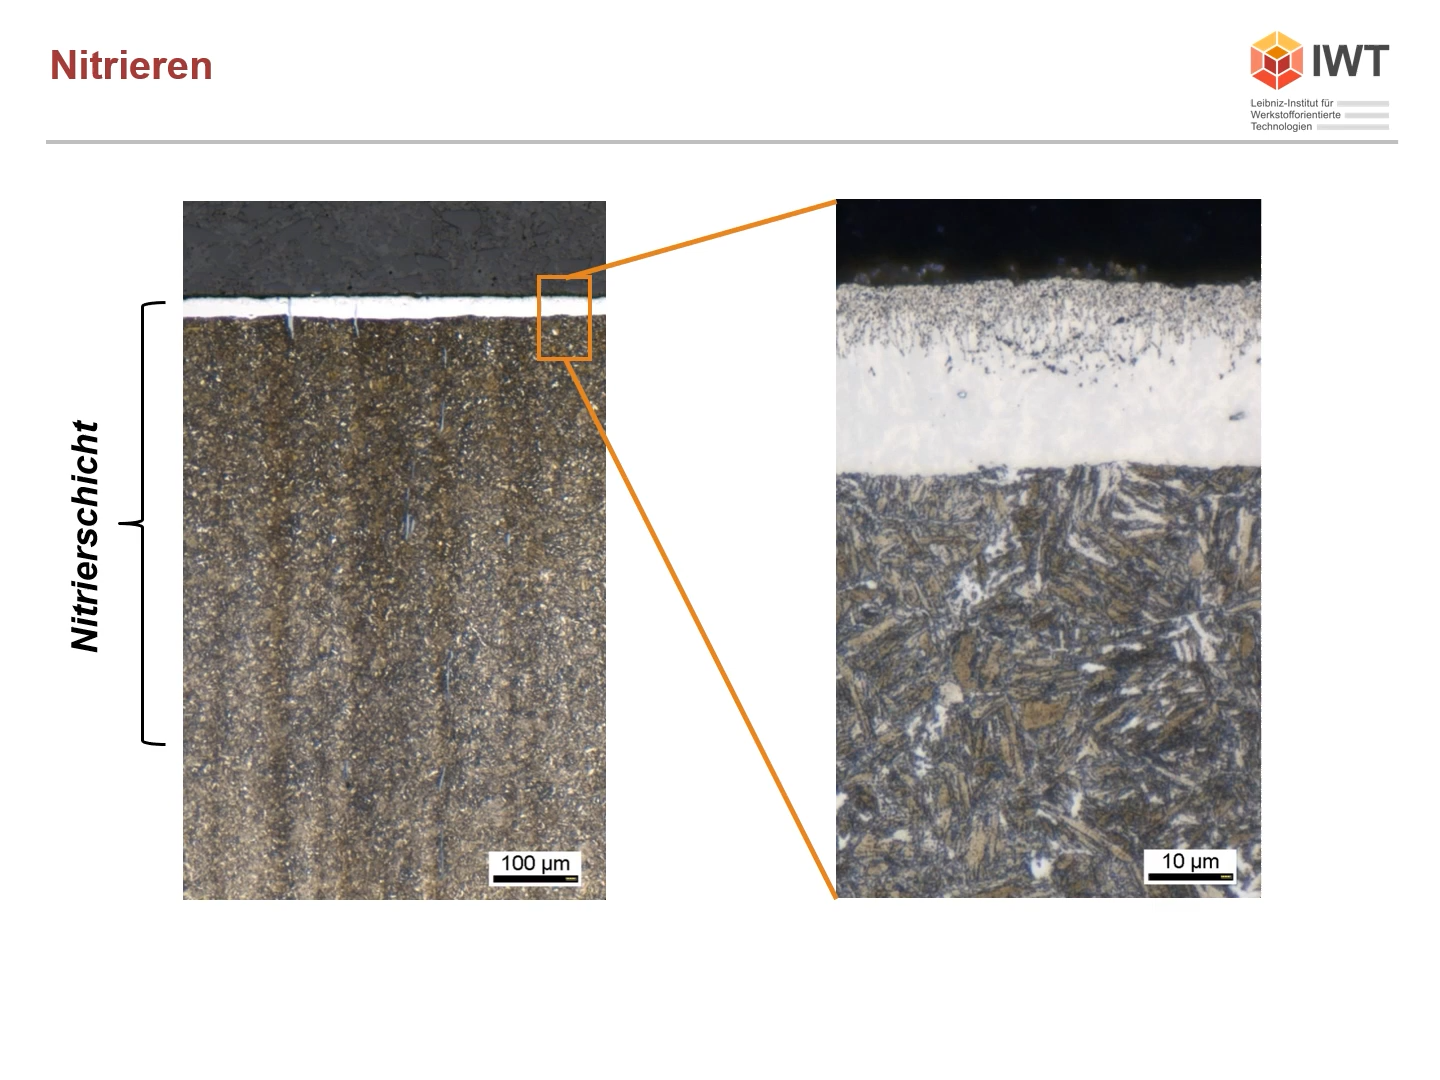 Nitrieren
IWT
Leibniz-Institut für
Werkstofforientierte
Technologien
Nitrierschicht
100 µm
10 µm